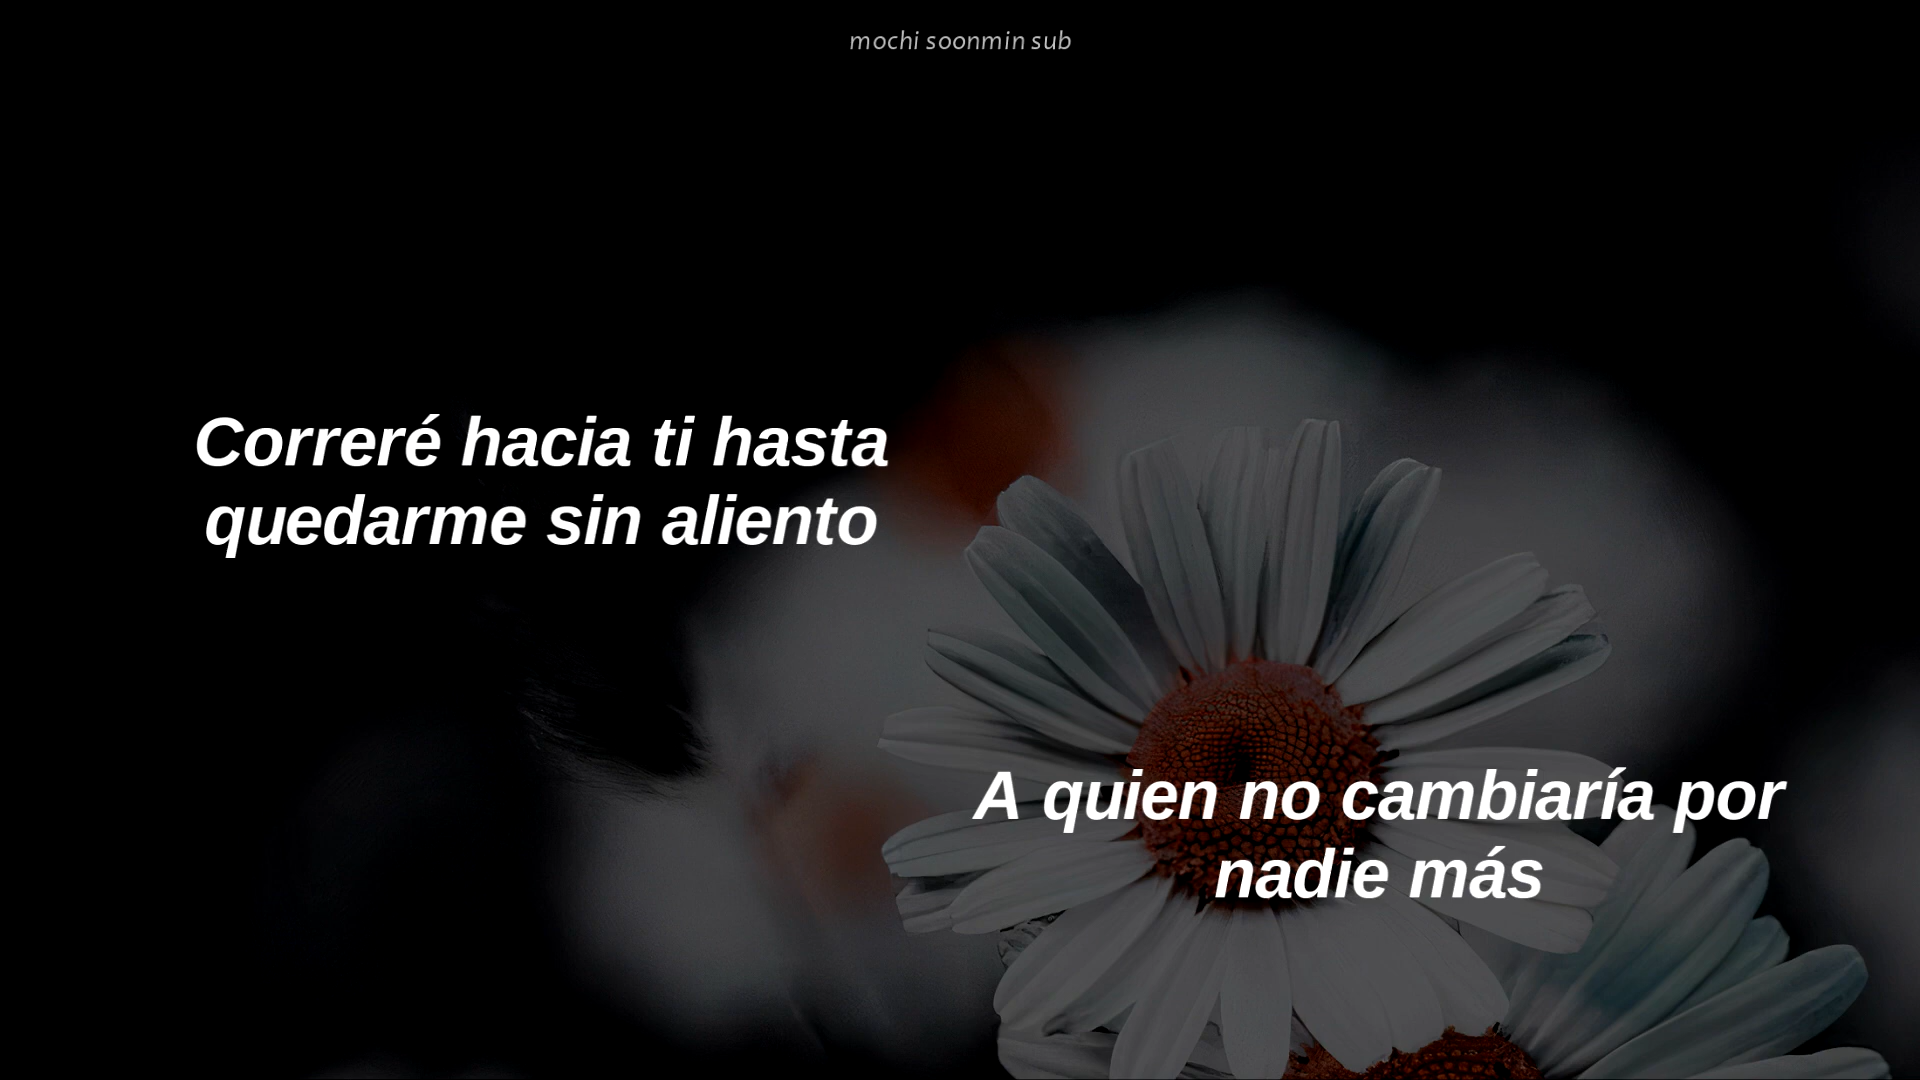 mochi soonmin sub
Correré hacia ti hasta
quedarme sin aliento
A quien no cambiaría por
nadie más